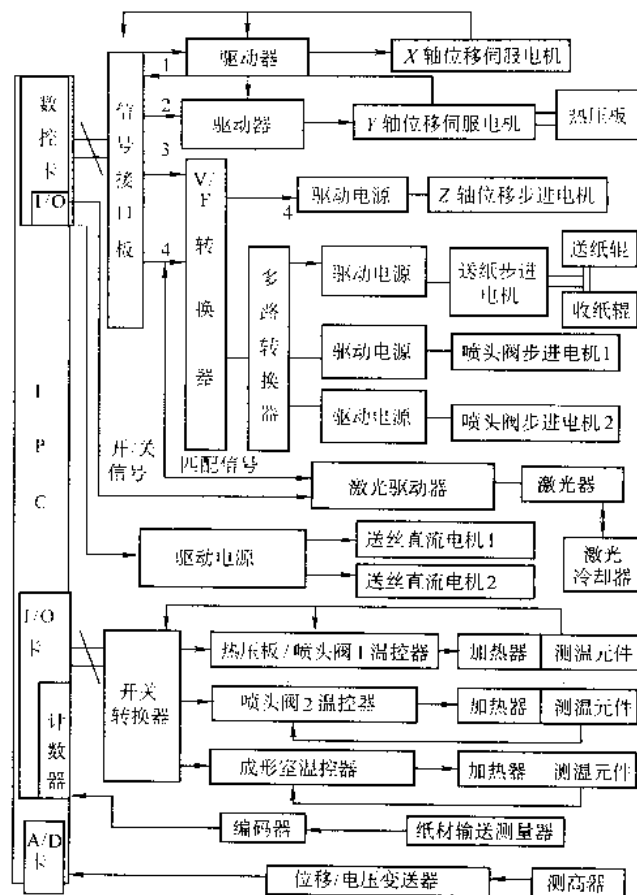 1
驱动器
X轴位移伺服电机
数控卡
I/O
信号接口板
2
驱动器
Y轴位移伺服电机
热压板
3
V/F转换器
4
驱动电源
Z轴位移步进电机
4
多路转换器
驱动电源
送纸步进
电机
送纸辊
收纸辊
驱动电源
喷头阀步进电机1
驱动电源
喷头阀步进电机2
I
P
C
开/关
信号
匹配信号
激光驱动器
激光器
激光
冷却器
驱动电源
送丝直流电机1
送丝直流电机2
I/O
卡
计数器
开关
转换器
热压板/喷头阀1温控器
加热器
测温元件
喷头阀2温控器
加热器
测温元件
成形室温控器
加热器
测温元件
编码器
纸材输送测量器
A/D
卡
位移/电压变送器
测高器